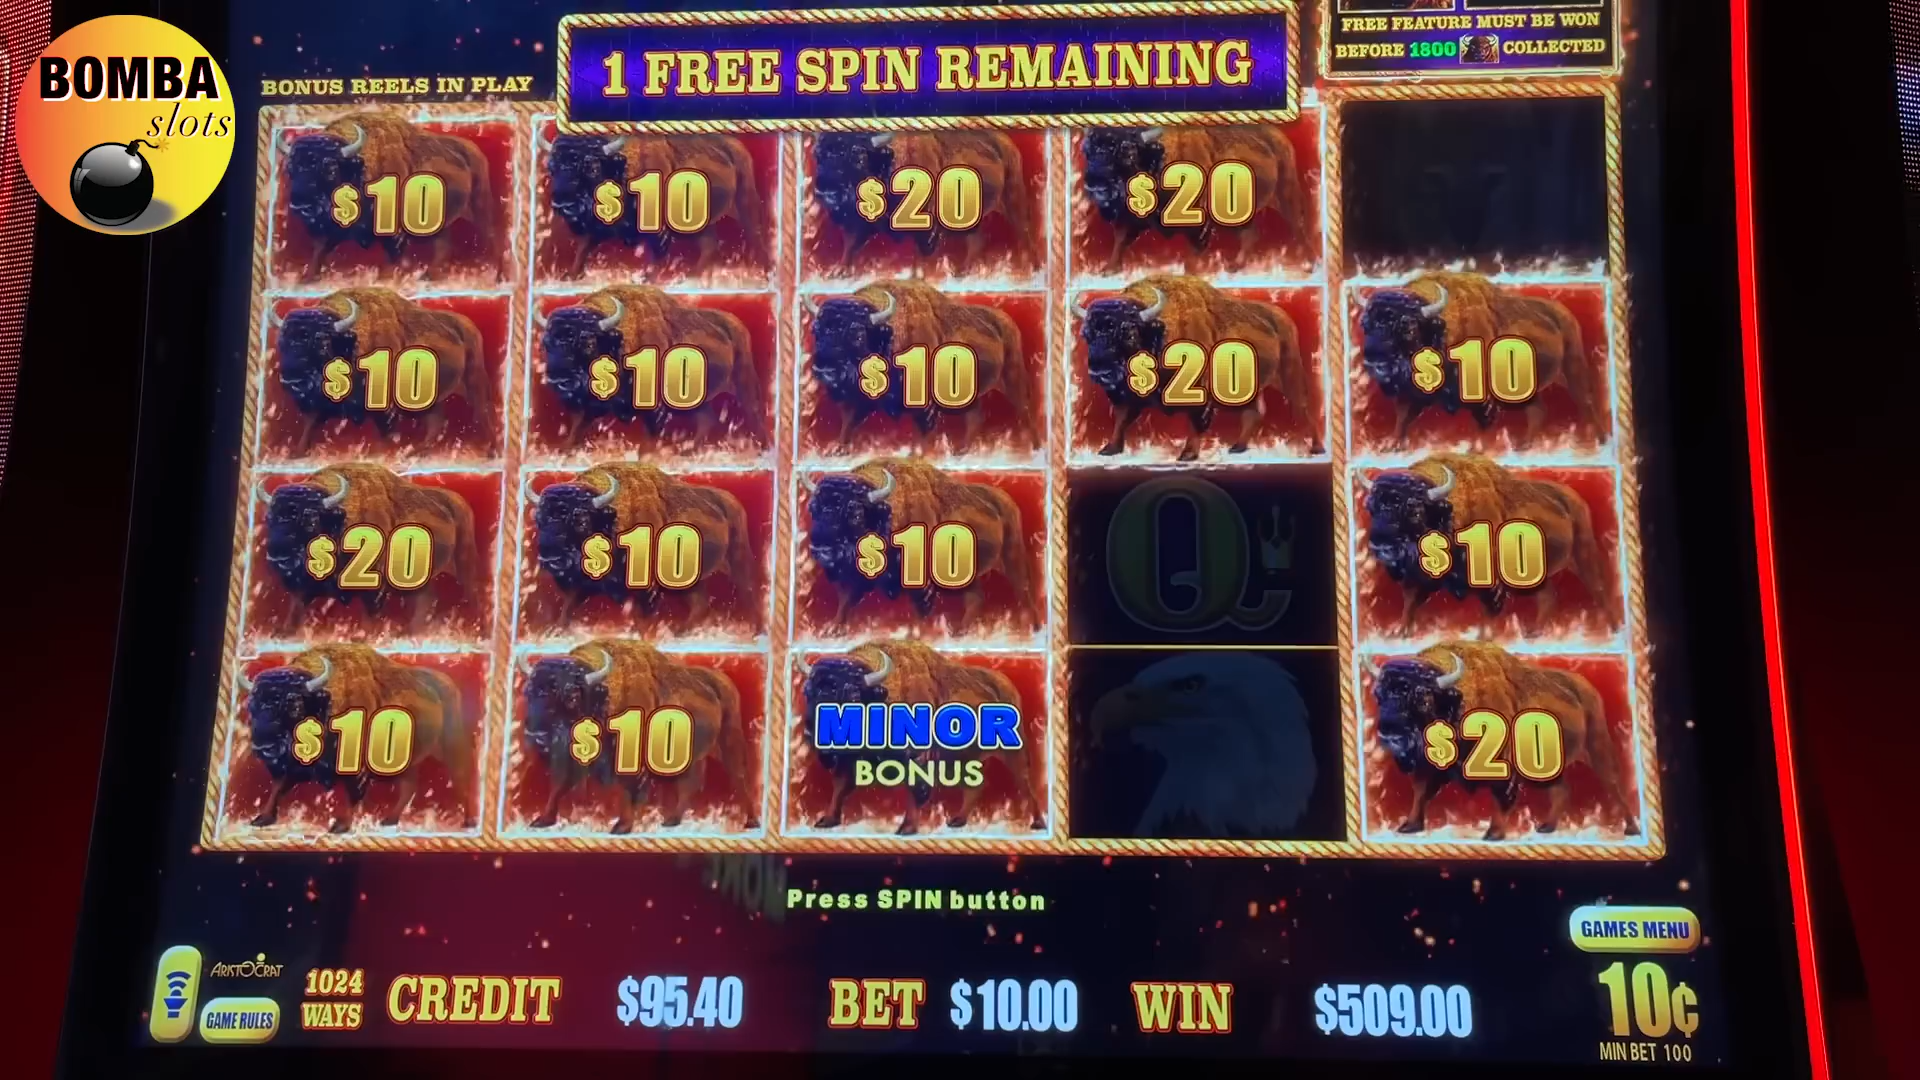 BOMBA
slots
FREE FEATURE MUST BE WON
BEFORE 1800 COLLECTED
BONUS REELS IN PLAY
1 FREE SPIN REMAINING
$10 $10 $20 $20
$10 $10 $10 $20 $10
$20 $10 $10 Q $10
$10 $10 MINOR $20
BONUS
Press SPIN button
GAMES MENU
ARISTOCRAT
GAME RULES
1024
WAYS
CREDIT $95.40 BET $10.00 WIN $509.00
10¢
MIN BET 100